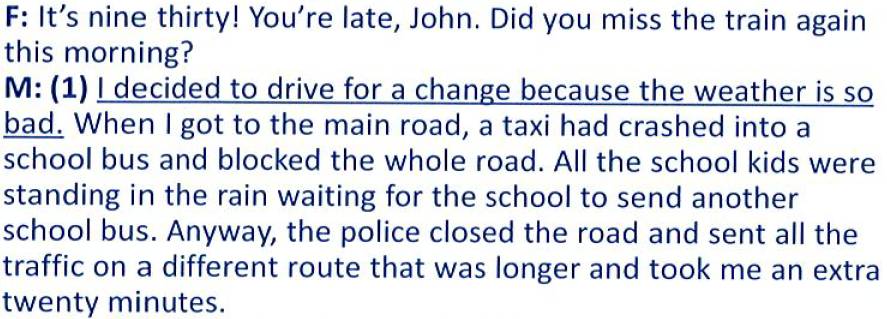 F: It's nine thirty! You're late, John. Did you miss the train again
this morning?
M: (1) I decided to drive for a change because the weather is so
bad. When I got to the main road, a taxi had crashed into a
school bus and blocked the whole road. All the school kids were
standing in the rain waiting for the school to send another
school bus. Anyway, the police closed the road and sent all the
traffic on a different route that was longer and took me an extra
twenty minutes.